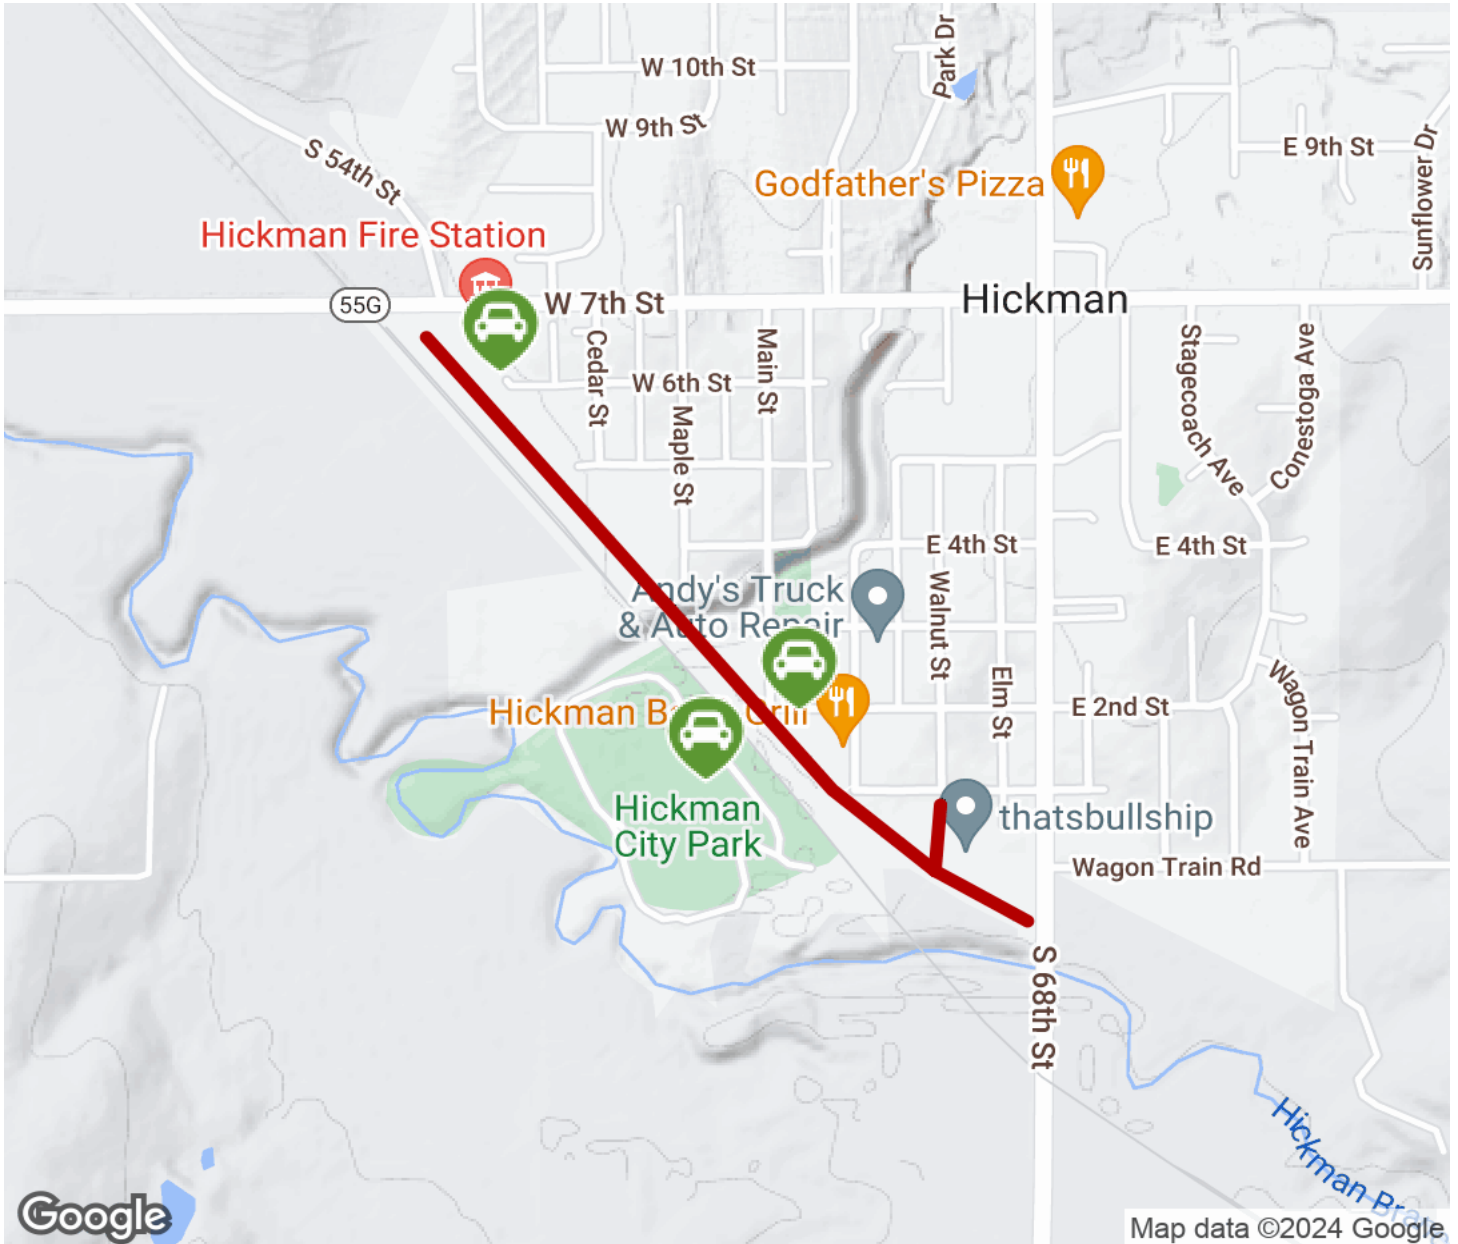 Park Dr
W 10th St
W 9th St
S 54th St
E 9th St
Sunflower Dr
Godfather's Pizza
Hickman Fire Station
55G
W 7th St
Hickman
Cedar St
Main St
W 6th St
Maple St
Stagecoach Ave
Conestoga Ave
E 4th St
E 4th St
Andy's Truck
& Auto Repair
Walnut St
Elm St
E 2nd St
Wagon Train Ave
Hickman B Grill
Hickman
City Park
thatsbullship
Wagon Train Rd
S 68th St
Hickman Bran
Google
Map data ©2024 Google